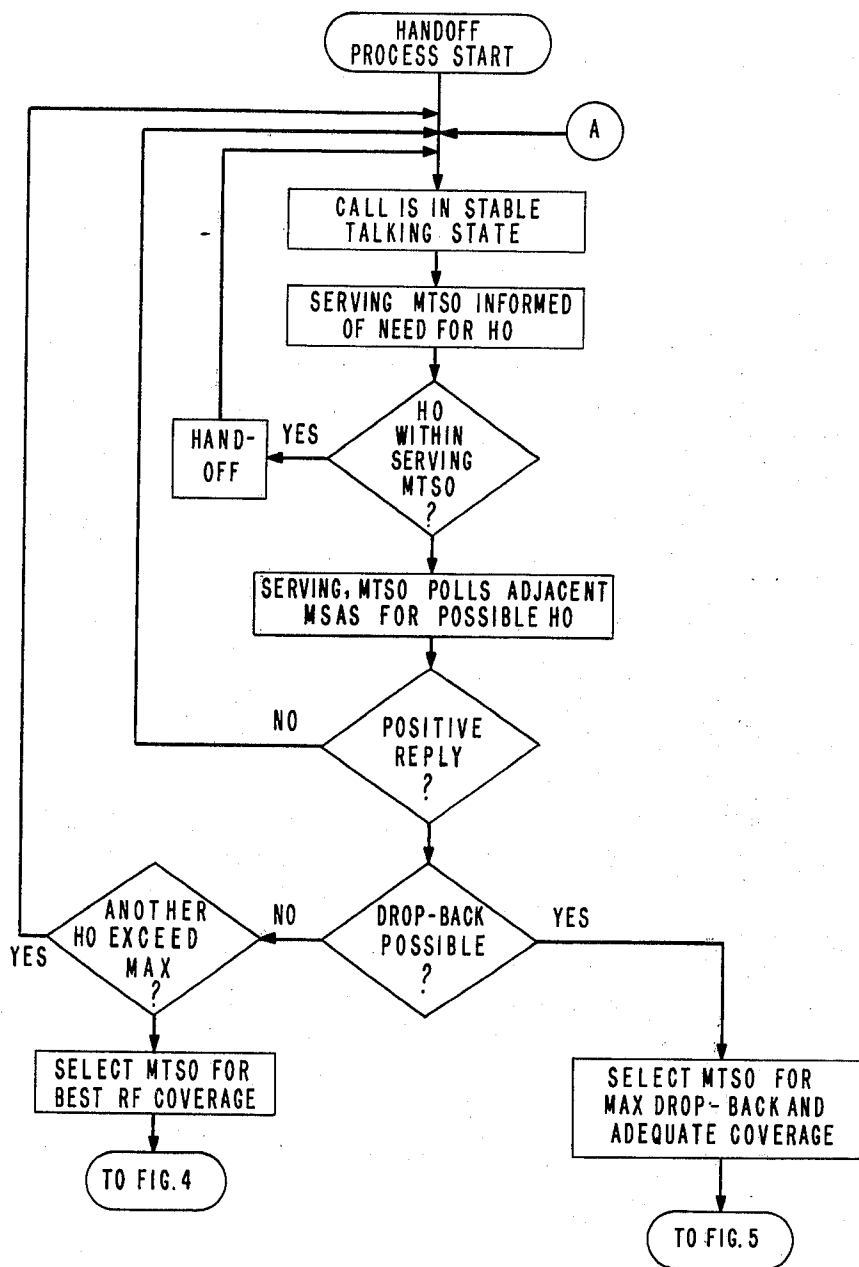 HANDOFF
PROCESS START
A
CALL IS IN STABLE
TALKING STATE
SERVING MTSO INFORMED
OF NEED FOR HO
HO
WITHIN
SERVING
MTSO
?
YES
HAND-
OFF
SERVING, MTSO POLLS ADJACENT
MSAS FOR POSSIBLE HO
POSITIVE
REPLY
?
NO
DROP-BACK
POSSIBLE
?
NO
YES
ANOTHER
HO EXCEED
MAX
?
YES
SELECT MTSO FOR
BEST RF COVERAGE
TO FIG. 4
SELECT MTSO FOR
MAX DROP-BACK AND
ADEQUATE COVERAGE
TO FIG. 5